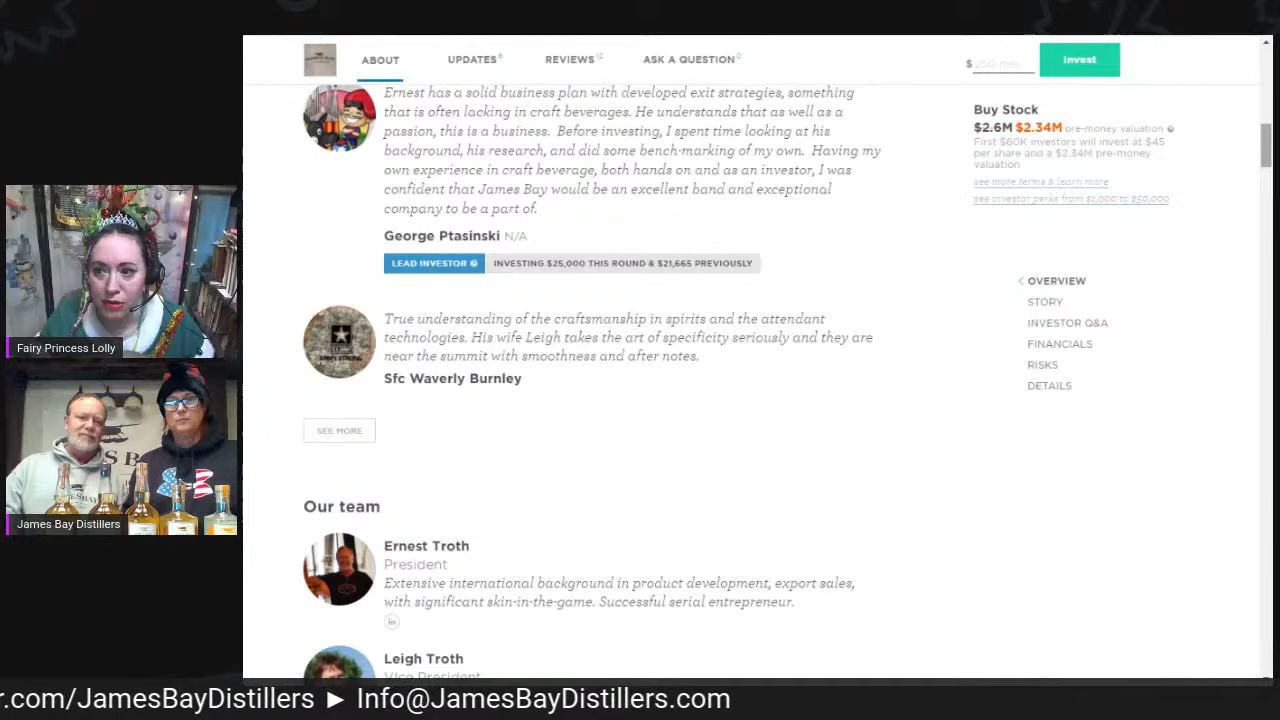 ABOUT
UPDATES 6
REVIEWS 12
ASK A QUESTION 0
$
Invest
Ernest has a solid business plan with developed exit strategies, something
that is often lacking in craft beverages. He understands that as well as a
passion, this is a business. Before investing, I spent time looking at his
background, his research, and did some bench-marking of my own. Having my
own experience in craft beverage, both hands on and as an investor, I was
confident that James Bay would be an excellent band and exceptional
company to be a part of.
George Ptasinski N/A
LEAD INVESTOR INVESTING $25,000 THIS ROUND & $21,665 PREVIOUSLY
True understanding of the craftsmanship in spirits and the attendant
technologies. His wife Leigh takes the art of specificity seriously and they are
near the summit with smoothness and after notes.
Sfc Waverly Burnley
SEE MORE
Our team
Ernest Troth
President
Extensive international background in product development, export sales,
with significant skin-in-the-game. Successful serial entrepreneur.
in
Leigh Troth
Vice President
Buy Stock
$2.6M $2.34M pre-money valuation
First $60K investors will invest at $45
per share and a $2.34M pre-money
valuation
see more terms & learn more
see investor perks from $1,000 to $50,000
OVERVIEW
STORY
INVESTOR Q&A
FINANCIALS
RISKS
DETAILS
Fairy Princess Lolly
James Bay Distillers
r.com/JamesBayDistillers ► Info@JamesBayDistillers.com